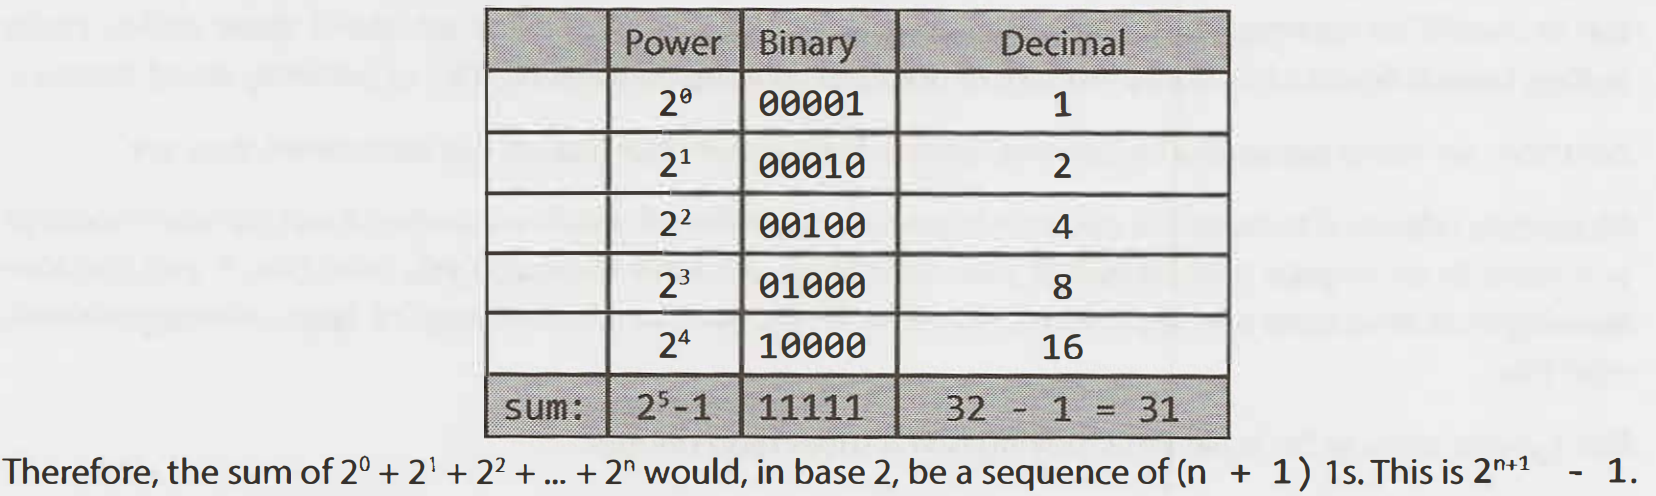 Power Binary Decimal
2⁰ 00001 1
2¹ 00010 2
2² 00100 4
2³ 01000 8
2⁴ 10000 16
sum: 2⁵-1 11111 32 - 1 = 31
Therefore, the sum of 2⁰ + 2¹ + 2² + ... + 2ⁿ would, in base 2, be a sequence of (n + 1) 1s. This is 2ⁿ⁺¹ - 1.